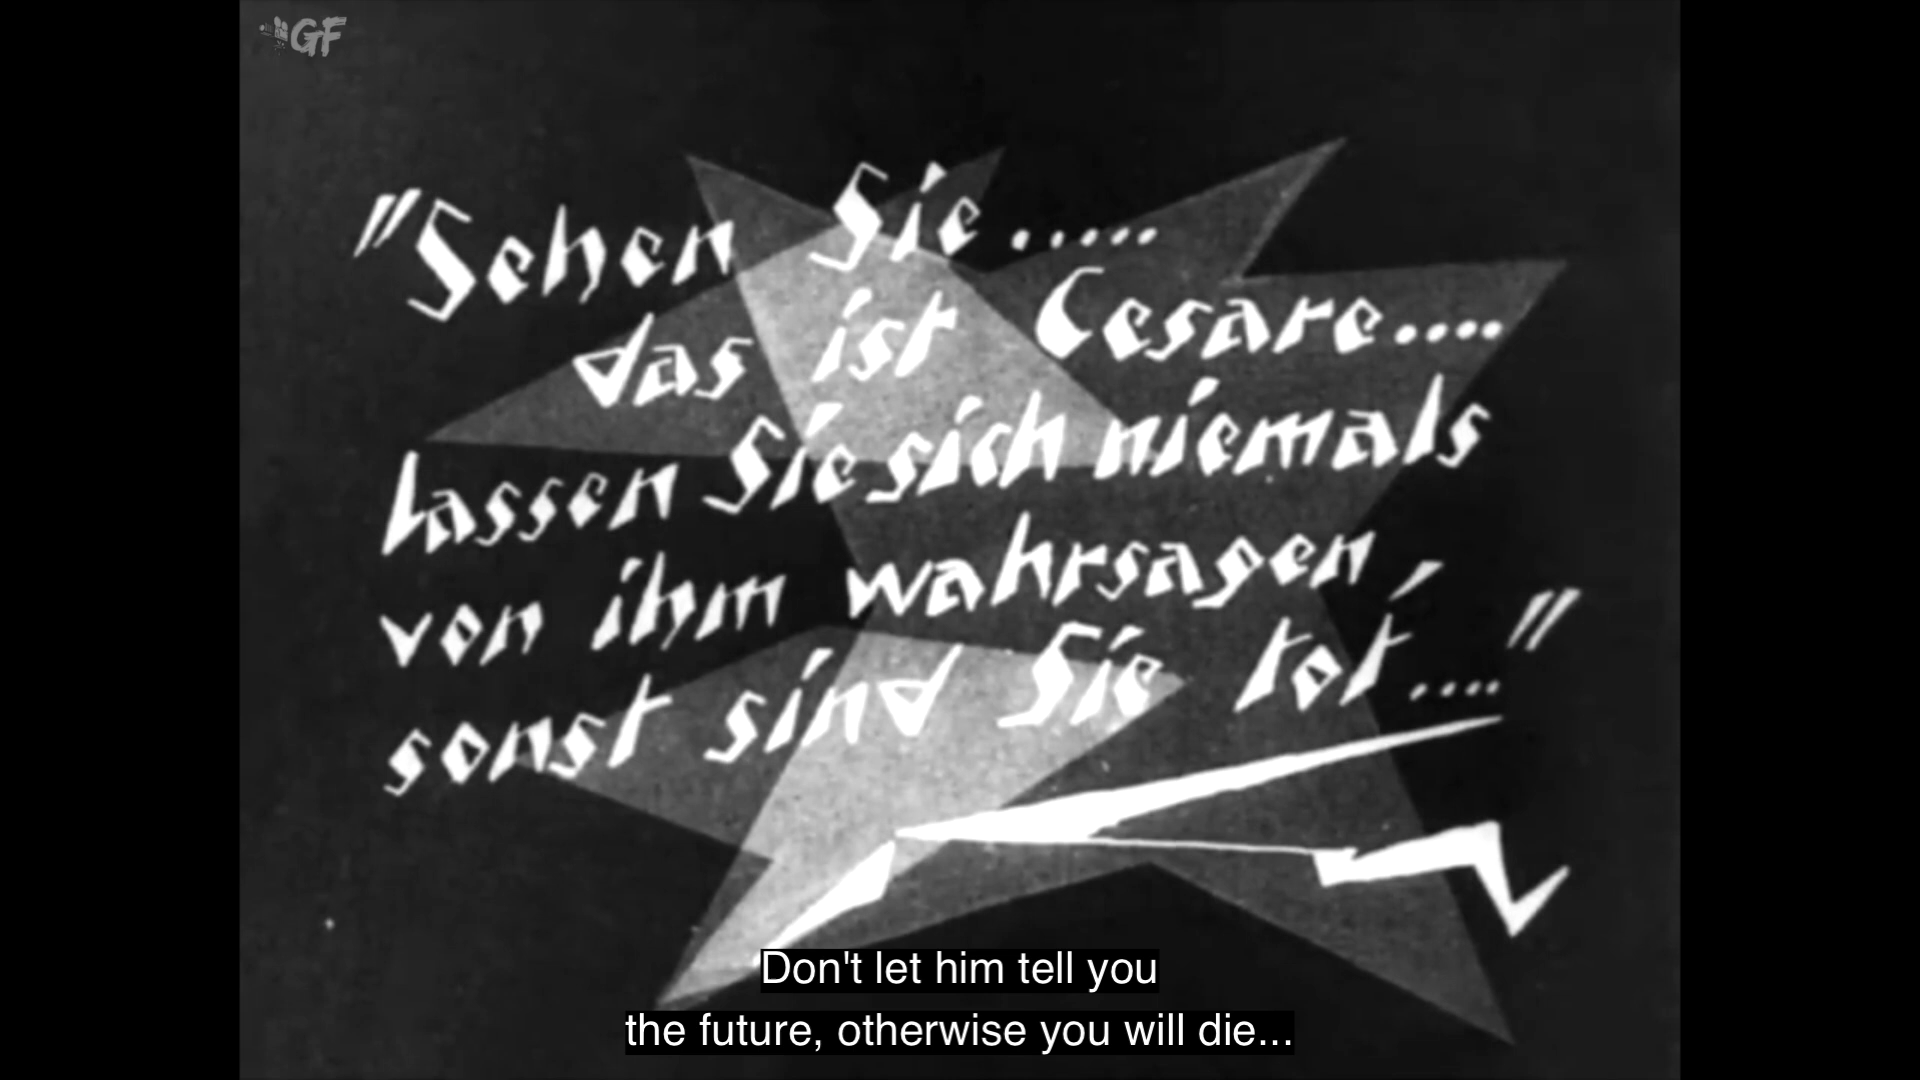 GF
"Sehen Sie.....
das ist Cesare....
lassen Sie sich niemals
von ihm wahrsagen,
sonst sind Sie tot...."
Don't let him tell you
the future, otherwise you will die...